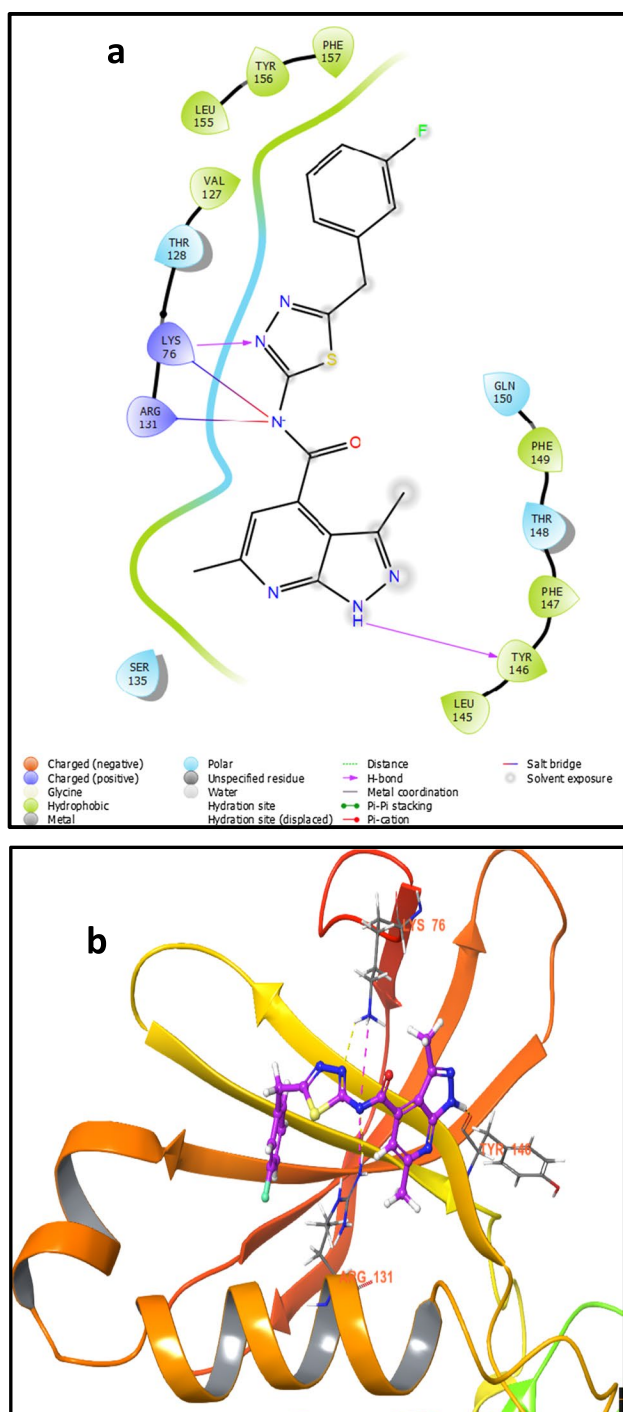 a
PHE
157
TYR
156
LEU
155
F
VAL
127
THR
128
N
N
S
LYS
76
ARG
131
N-
O
GLN
150
PHE
149
THR
148
PHE
147
TYR
146
LEU
145
N
N
H
N
SER
135
Charged (negative)
Charged (positive)
Glycine
Hydrophobic
Metal
Polar
Unspecified residue
Water
Hydration site
Hydration site (displaced)
Distance
H-bond
Metal coordination
Pi-Pi stacking
Pi-cation
Salt bridge
Solvent exposure
b
LYS 76
TYR 146
ARG 131